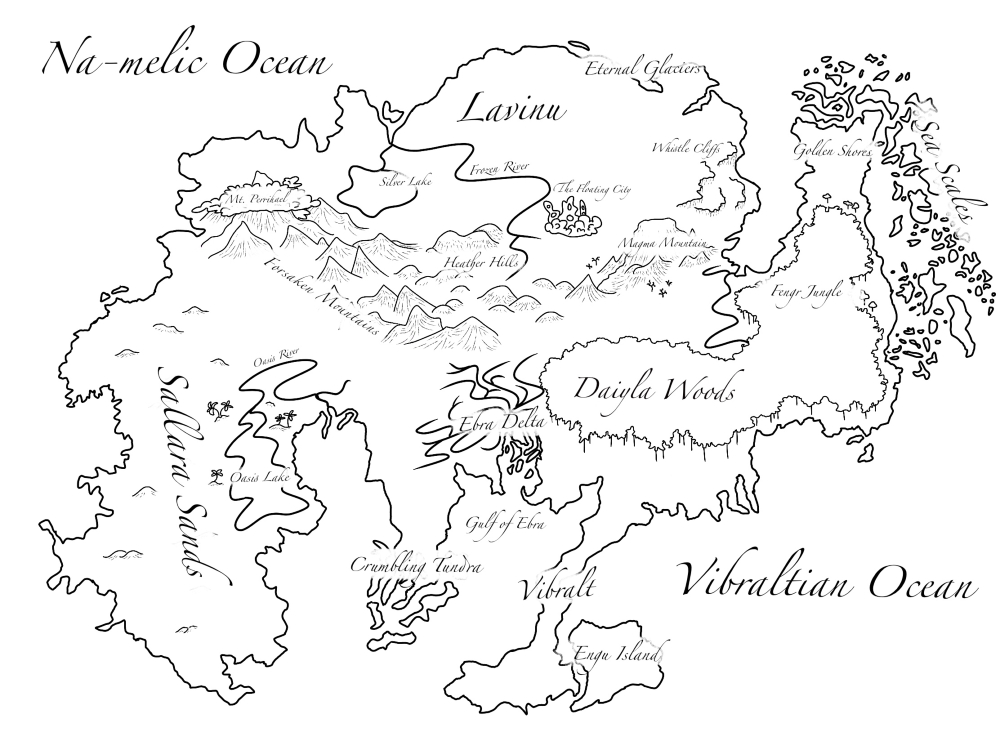 Na-melic Ocean
Eternal Glaciers
Lavinu
Whistle Cliffs
Golden Shores
Sea Scales
Frozen River
Silver Lake
The Floating City
Mt. Perrihael
Magma Mountain
Heather Hills
Forsaken Mountains
Fengr Jungle
Oasis River
Sallara Sands
Daiyla Woods
Ebra Delta
Oasis Lake
Gulf of Ebra
Crumbling Tundra
Vibralt
Vibraltian Ocean
Engu Island